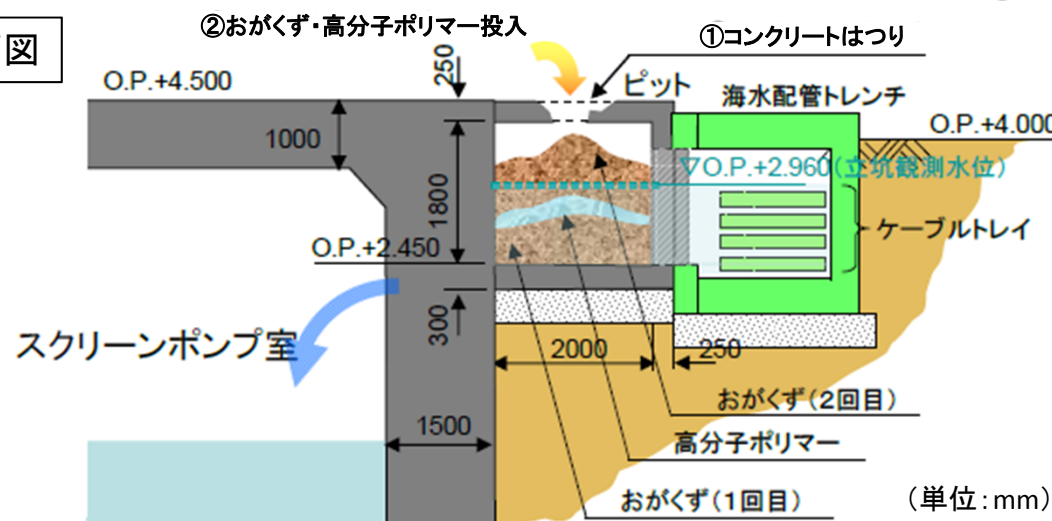 図
②おがくず・高分子ポリマー投入
①コンクリートはつり
O.P.+4.500
250
ピット
海水配管トレンチ
O.P.+4.000
1000
▽O.P.+2.960(立坑観測水位)
1800
ケーブルトレイ
O.P.+2.450
300
スクリーンポンプ室
2000
250
おがくず(2回目)
1500
高分子ポリマー
おがくず(1回目)
(単位:mm)